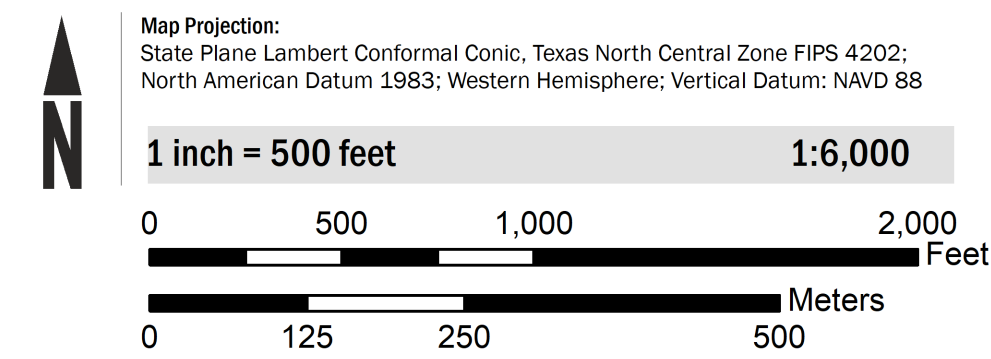 N
Map Projection:
State Plane Lambert Conformal Conic, Texas North Central Zone FIPS 4202;
North American Datum 1983; Western Hemisphere; Vertical Datum: NAVD 88
1 inch = 500 feet 1:6,000
0 500 1,000 2,000
Feet
Meters
0 125 250 500